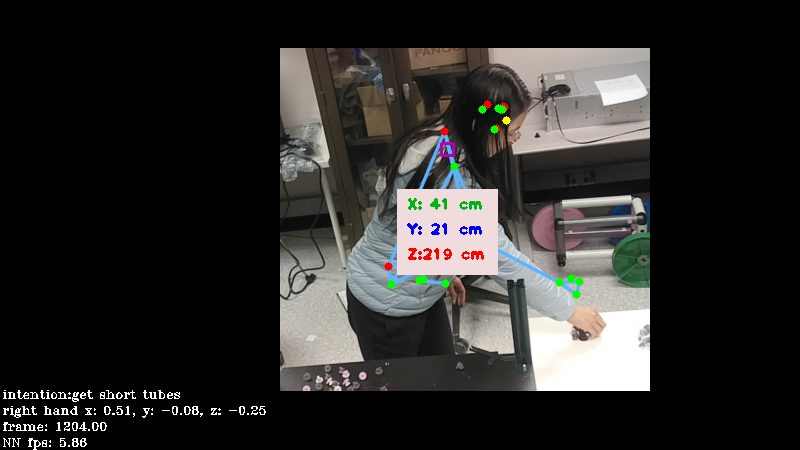 FANUC
X: 41 cm
Y: 21 cm
Z:219 cm
intention:get short tubes
right hand x: 0.51, y: -0.08, z: -0.25
frame: 1204.00
NN fps: 5.86